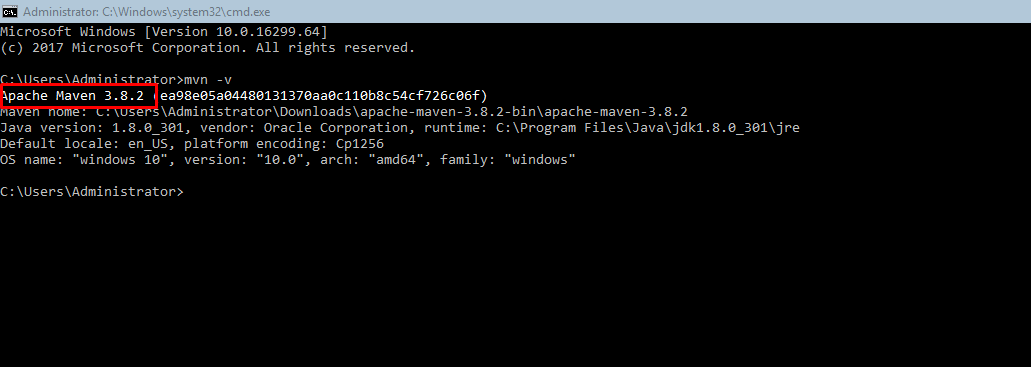 Administrator: C:\Windows\system32\cmd.exe
Microsoft Windows [Version 10.0.16299.64]
(c) 2017 Microsoft Corporation. All rights reserved.
C:\Users\Administrator>mvn -v
Apache Maven 3.8.2 (ea98e05a04480131370aa0c110b8c54cf726c06f)
Maven home: C:\Users\Administrator\Downloads\apache-maven-3.8.2-bin\apache-maven-3.8.2
Java version: 1.8.0_301, vendor: Oracle Corporation, runtime: C:\Program Files\Java\jdk1.8.0_301\jre
Default locale: en_US, platform encoding: Cp1256
OS name: "windows 10", version: "10.0", arch: "amd64", family: "windows"
C:\Users\Administrator>